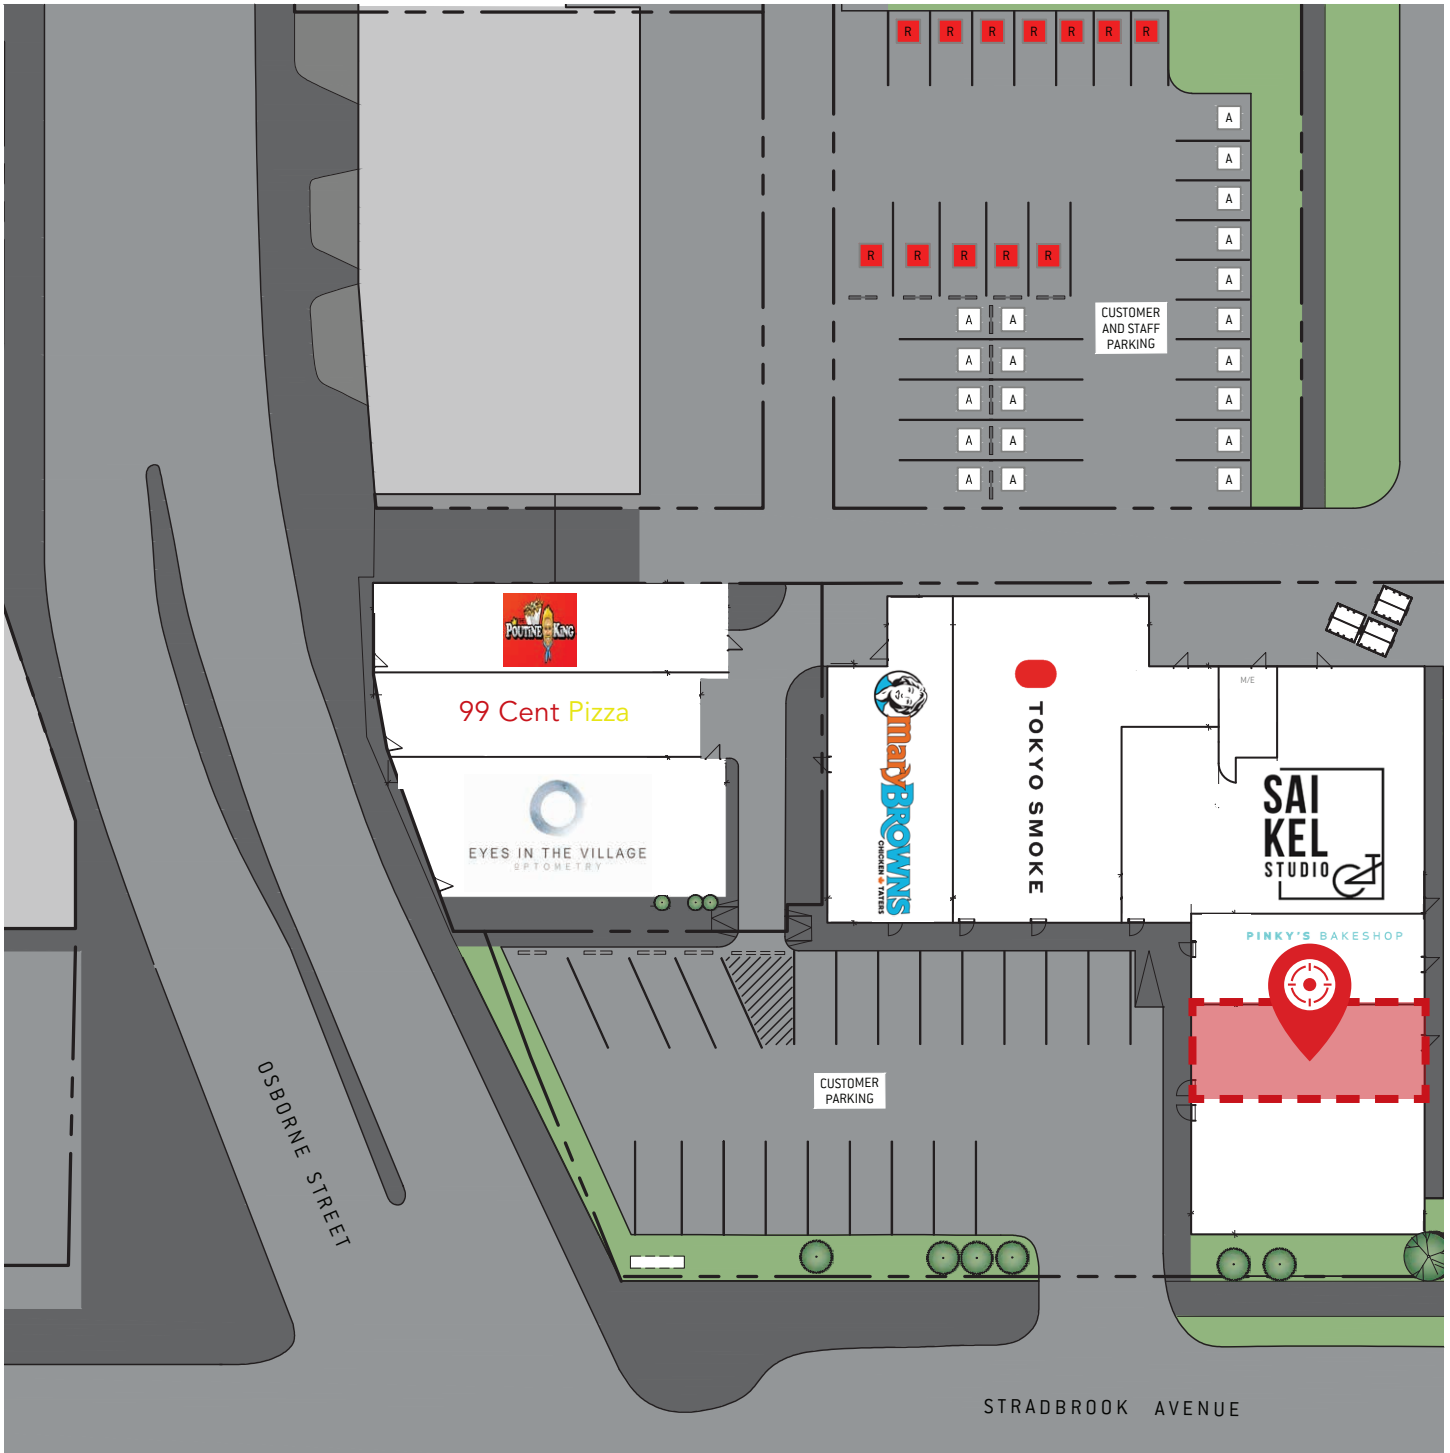 R R R R R R R
A
A
A
A
R R R R R
A
CUSTOMER
AND STAFF
PARKING
A A A
A A A
A A A
A A A
A A A
POUTINE KING
99 Cent Pizza
EYES IN THE VILLAGE
OPTOMETRY
mary BROWNS
CHICKEN & TATERS
TOKYO SMOKE
M/E
SAI
KEL
STUDIO
PINKY'S BAKESHOP
CUSTOMER
PARKING
OSBORNE STREET
STRADBROOK AVENUE